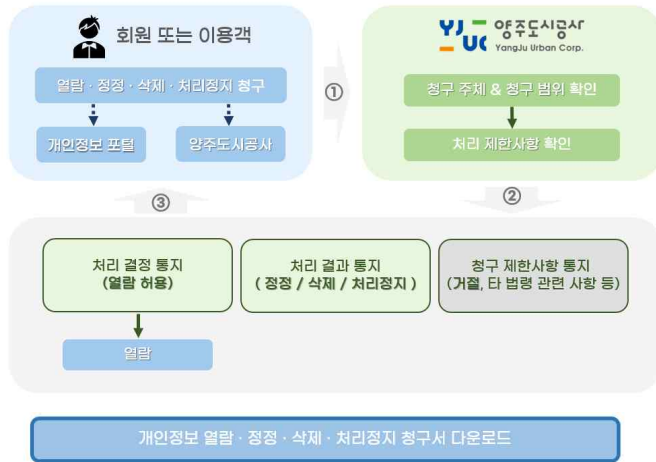 회원 또는 이용객
열람 · 정정 · 삭제 · 처리정지 청구
개인정보 포털
양주도시공사
①
YJ UC 양주도시공사
YangJu Urban Corp.
청구 주체 & 청구 범위 확인
처리 제한사항 확인
③
②
처리 결정 통지
(열람 허용)
처리 결과 통지
( 정정 / 삭제 / 처리정지 )
청구 제한사항 통지
(거절, 타 법령 관련 사항 등)
열람
개인정보 열람 · 정정 · 삭제 · 처리정지 청구서 다운로드